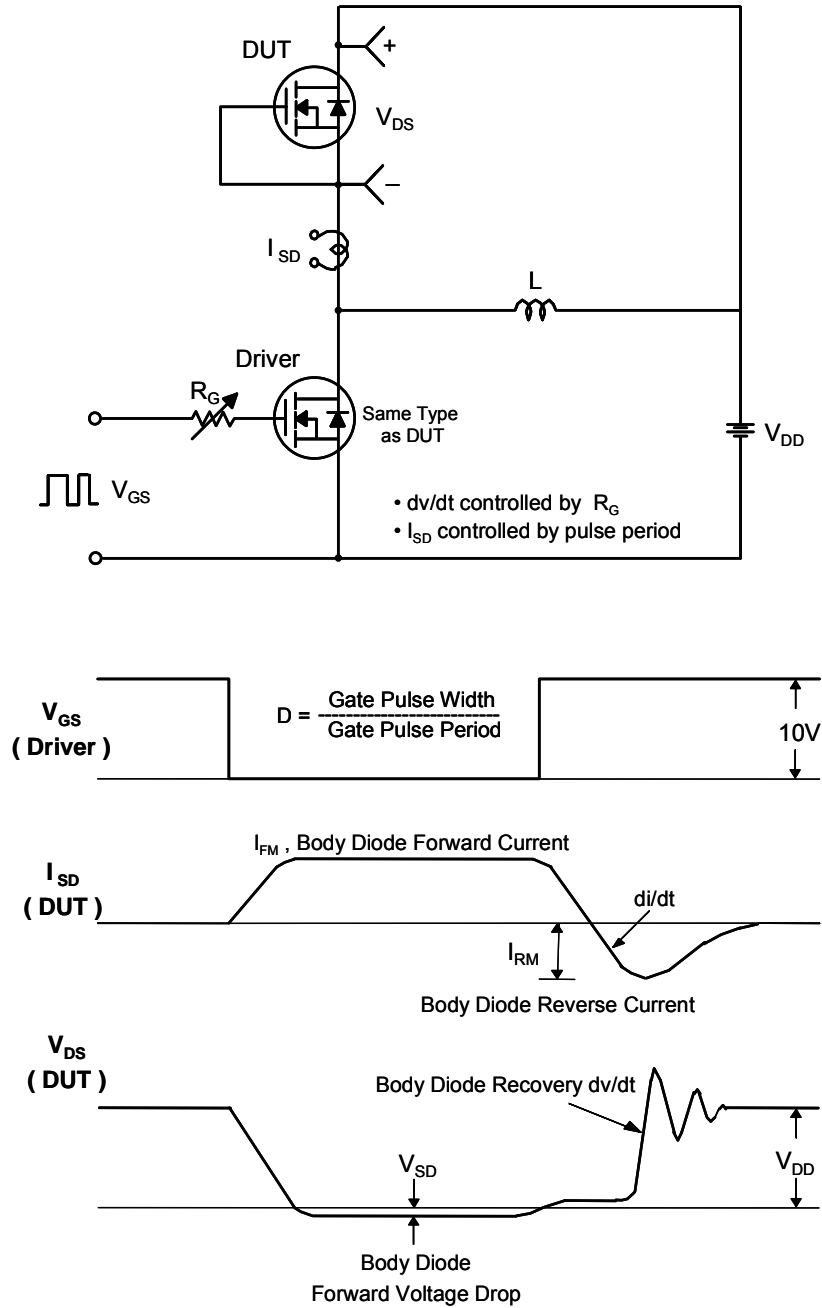 DUT
+
V_DS
–
I_SD
L
Driver
R_G
Same Type
as DUT
V_DD
V_GS
• dv/dt controlled by R_G
• I_SD controlled by pulse period
V_GS
( Driver )
D = Gate Pulse Width
Gate Pulse Period
10V
I_FM , Body Diode Forward Current
I_SD
( DUT )
di/dt
I_RM
Body Diode Reverse Current
V_DS
( DUT )
Body Diode Recovery dv/dt
V_SD
V_DD
Body Diode
Forward Voltage Drop